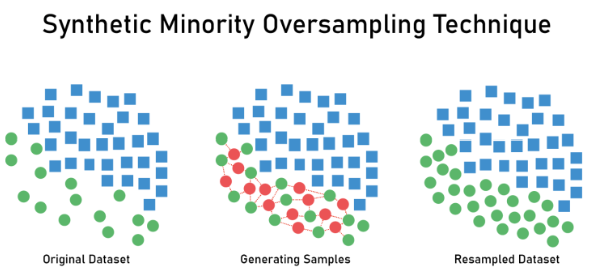 Synthetic Minority Oversampling Technique
Original Dataset
Generating Samples
Resampled Dataset